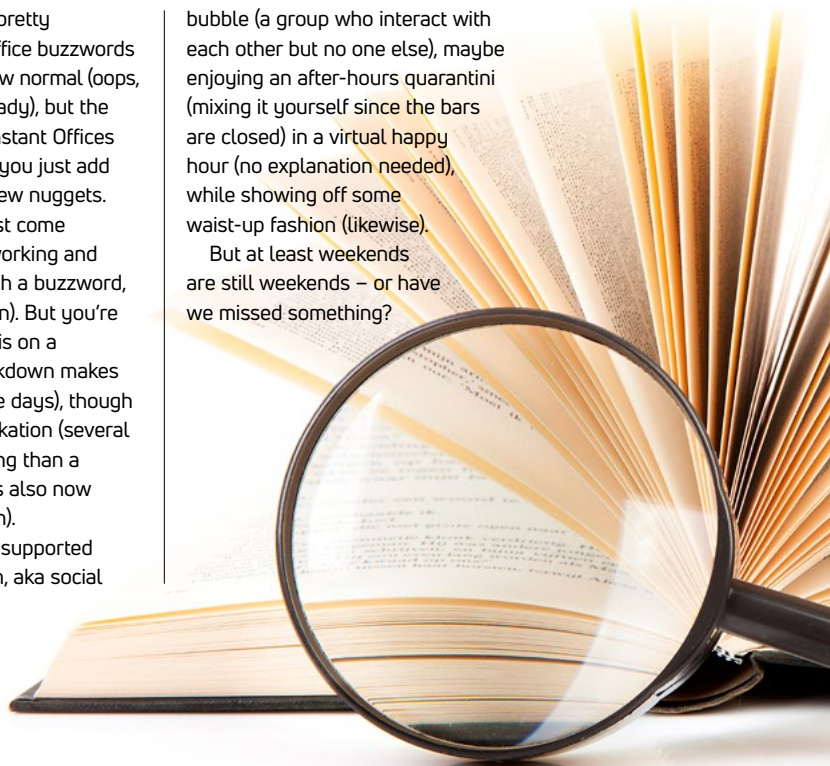 pretty
ffice buzzwords
w normal (oops,
ady), but the
stant Offices
you just add
ew nuggets.
st come
vorking and
h a buzzword,
n). But you're
is on a
kdown makes
e days), though
kation (several
ng than a
s also now
n).
supported
n, aka social
bubble (a group who interact with
each other but no one else), maybe
enjoying an after-hours quarantini
(mixing it yourself since the bars
are closed) in a virtual happy
hour (no explanation needed),
while showing off some
waist-up fashion (likewise).
But at least weekends
are still weekends – or have
we missed something?